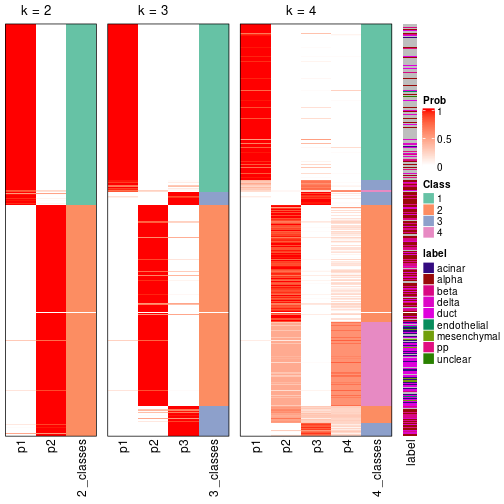 k = 2
k = 3
k = 4
p1
p2
2_classes
p1
p2
p3
3_classes
p1
p2
p3
p4
4_classes
label
Prob
1
0.5
0
Class
1
2
3
4
label
acinar
alpha
beta
delta
duct
endothelial
mesenchymal
pp
unclear